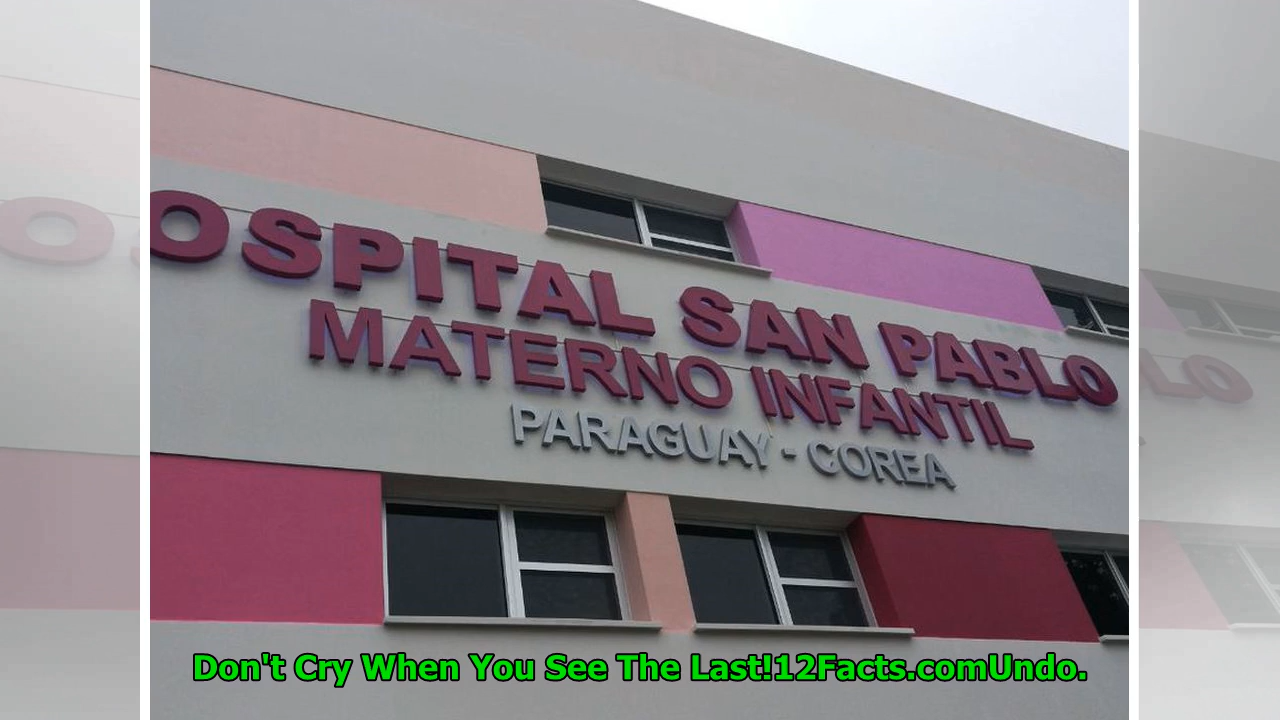 OSPITAL SAN PABLO
MATERNO INFANTIL
PARAGUAY - COREA
Don't Cry When You See The Last!12Facts.comUndo.